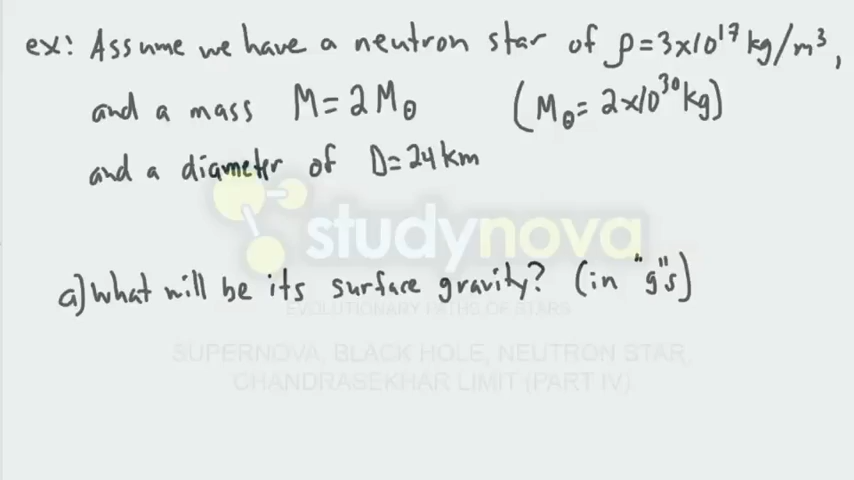 ex: Assume we have a neutron star of ρ=3x10¹⁷ kg/m³,
and a mass M=2M⊙ (M⊙=2x10³⁰kg)
and a diameter of D=24km
studynova
a) What will be its surface gravity? (in "g"s)
EVOLUTIONARY PATHS OF STARS
SUPERNOVA, BLACK HOLE, NEUTRON STAR,
CHANDRASEKHAR LIMIT (PART IV)